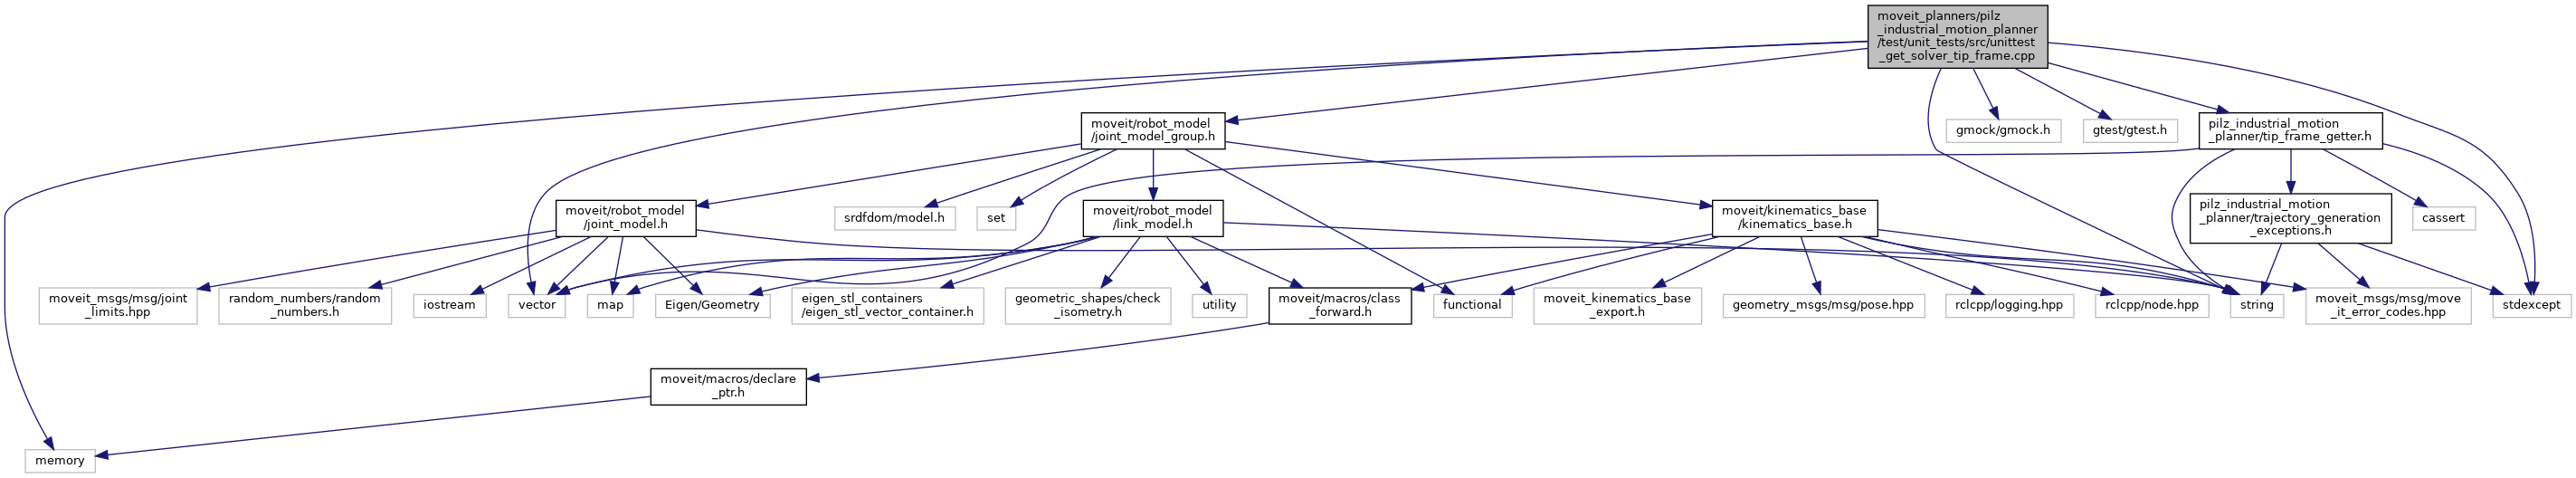 moveit_planners/pilz
_industrial_motion_planner
/test/unit_tests/src/unittest
_get_solver_tip_frame.cpp
moveit/robot_model
/joint_model_group.h
gmock/gmock.h
gtest/gtest.h
pilz_industrial_motion
_planner/tip_frame_getter.h
moveit/robot_model
/joint_model.h
srdfdom/model.h
set
moveit/robot_model
/link_model.h
moveit/kinematics_base
/kinematics_base.h
pilz_industrial_motion
_planner/trajectory_generation
_exceptions.h
cassert
moveit_msgs/msg/joint
_limits.hpp
random_numbers/random
_numbers.h
iostream
vector
map
Eigen/Geometry
eigen_stl_containers
/eigen_stl_vector_container.h
geometric_shapes/check
_isometry.h
utility
moveit/macros/class
_forward.h
functional
moveit_kinematics_base
_export.h
geometry_msgs/msg/pose.hpp
rclcpp/logging.hpp
rclcpp/node.hpp
string
moveit_msgs/msg/move
_it_error_codes.hpp
stdexcept
moveit/macros/declare
_ptr.h
memory